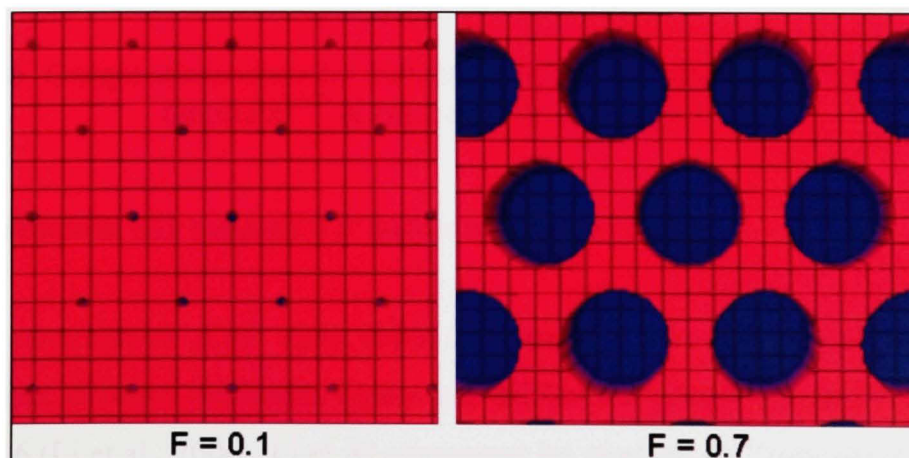 F = 0.1
F = 0.7